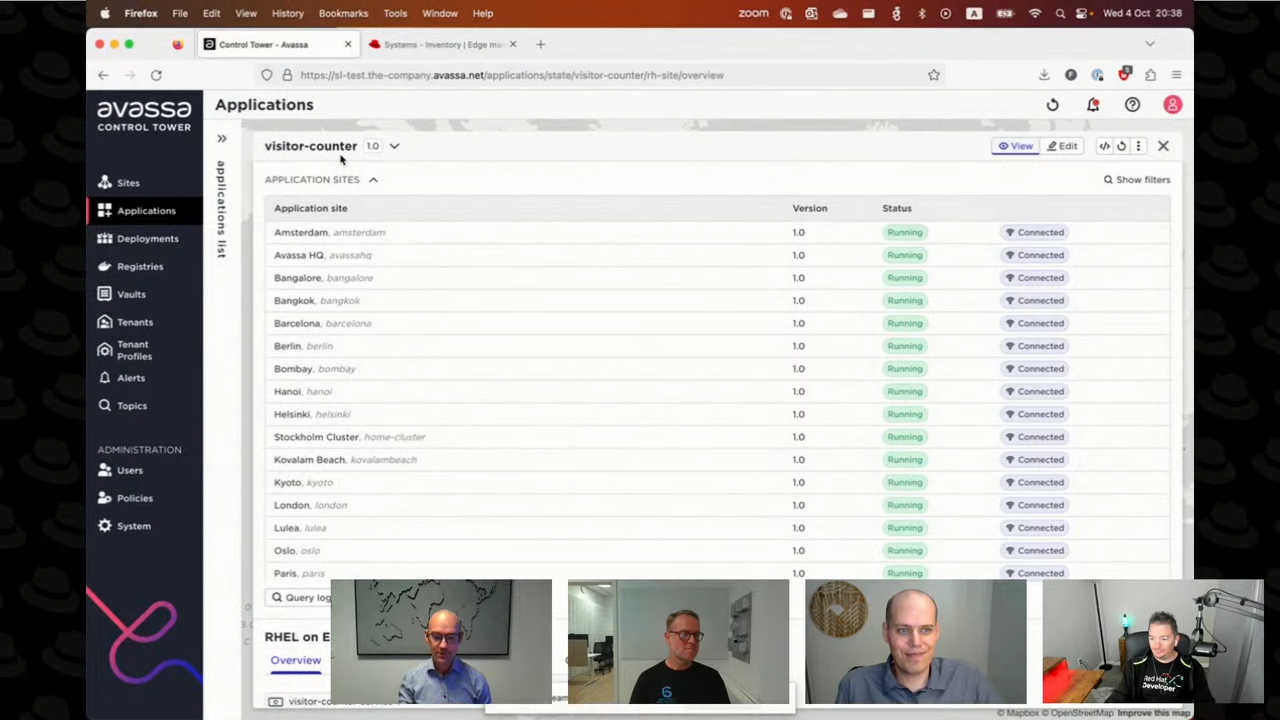 Firefox File Edit View History Bookmarks Tools Window Help zoom A Wed 4 Oct 20:38
Control Tower - Avassa
Systems - Inventory | Edge ma
https://sl-test.the-company.avassa.net/applications/state/visitor-counter/rh-site/overview
avassa
CONTROL TOWER
Applications
Sites
Applications
Deployments
Registries
Vaults
Tenants
Tenant
Profiles
Alerts
Topics
ADMINISTRATION
Users
Policies
System
applications list
visitor-counter 1.0
View Edit
APPLICATION SITES
Show filters
Application site Version Status
Amsterdam, amsterdam 1.0 Running Connected
Avassa HQ, avassahq 1.0 Running Connected
Bangalore, bangalore 1.0 Running Connected
Bangkok, bangkok 1.0 Running Connected
Barcelona, barcelona 1.0 Running Connected
Berlin, berlin 1.0 Running Connected
Bombay, bombay 1.0 Running Connected
Hanoi, hanoi 1.0 Running Connected
Helsinki, helsinki 1.0 Running Connected
Stockholm Cluster, home-cluster 1.0 Running Connected
Kovalam Beach, kovalambeach 1.0 Running Connected
Kyoto, kyoto 1.0 Running Connected
London, london 1.0 Running Connected
Lulea, lulea 1.0 Running Connected
Oslo, oslo 1.0 Running Connected
Paris, paris 1.0 Running Connected
Query log
RHEL on E
Overview
Red Hat
Developer
© Mapbox © OpenStreetMap Improve this map